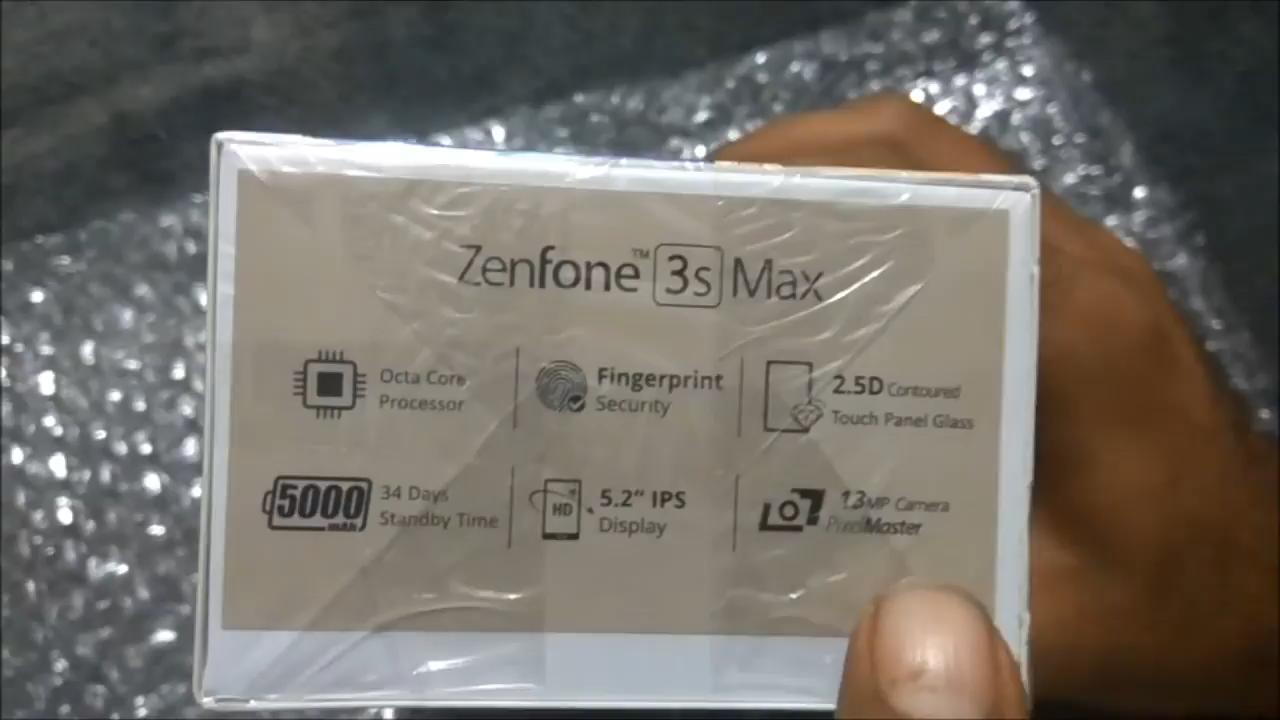 Zenfone™ 3s Max
Octa Core
Processor
Fingerprint
Security
2.5D Contoured
Touch Panel Glass
5000
mAh
34 Days
Standby Time
HD
5.2" IPS
Display
13MP Camera
PixelMaster